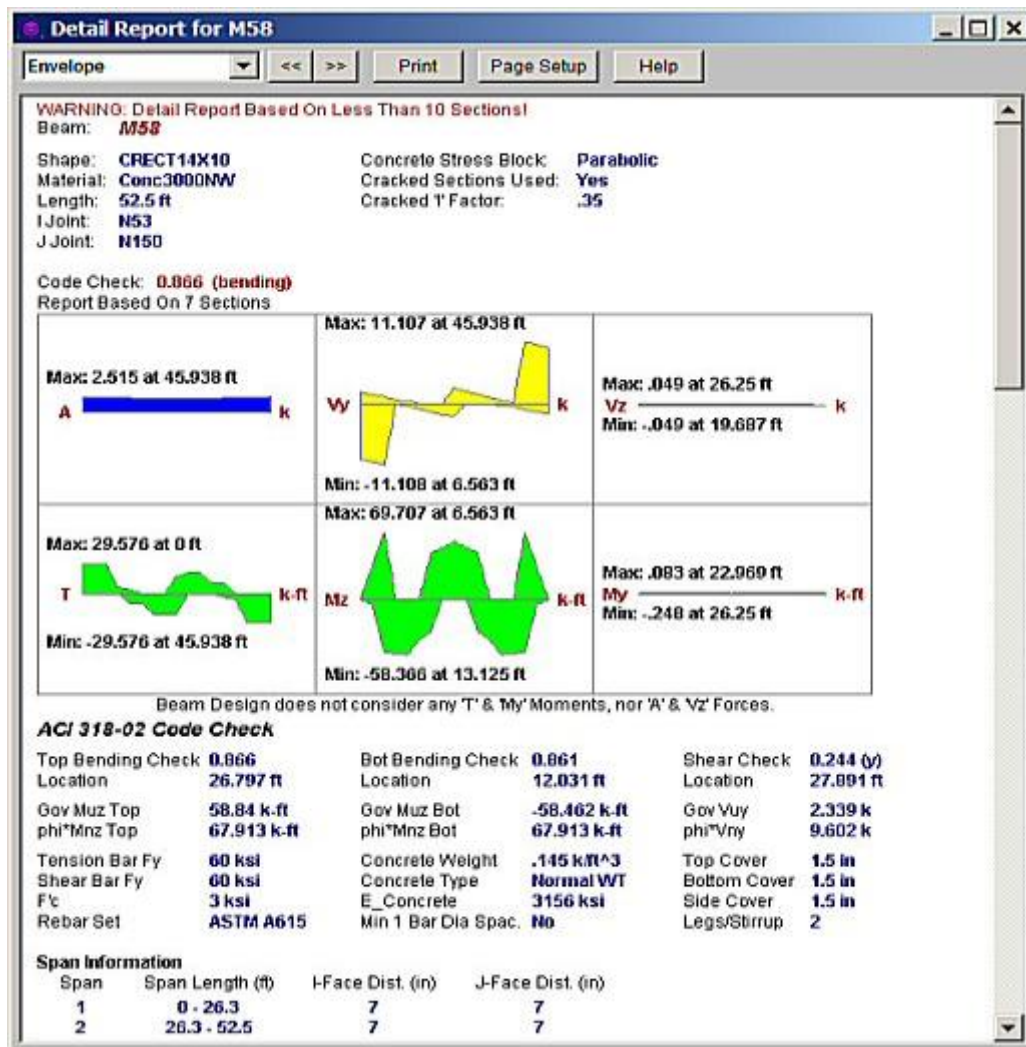 Detail Report for M58
Envelope << >> Print Page Setup Help
WARNING: Detail Report Based On Less Than 10 Sections!
Beam: M58
Shape: CRECT14X10 Concrete Stress Block: Parabolic
Material: Conc3000NW Cracked Sections Used: Yes
Length: 52.5 ft Cracked 'I' Factor: .35
I Joint: N53
J Joint: N150
Code Check: 0.866 (bending)
Report Based On 7 Sections
Max: 2.515 at 45.938 ft
A k
Max: 11.107 at 45.938 ft
Vy k
Min: -11.108 at 6.563 ft
Max: .049 at 26.25 ft
Vz k
Min: -.049 at 19.687 ft
Max: 29.576 at 0 ft
T k-ft
Min: -29.576 at 45.938 ft
Max: 69.707 at 6.563 ft
Mz k-ft
Min: -58.366 at 13.125 ft
Max: .083 at 22.969 ft
My k-ft
Min: -.248 at 26.25 ft
Beam Design does not consider any 'T' & 'My' Moments, nor 'A' & 'Vz' Forces.
ACI 318-02 Code Check
Top Bending Check 0.866 Bot Bending Check 0.861 Shear Check 0.244 (y)
Location 26.797 ft Location 12.031 ft Location 27.891 ft
Gov Muz Top 58.84 k-ft Gov Muz Bot -58.462 k-ft Gov Vuy 2.339 k
phi*Mnz Top 67.913 k-ft phi*Mnz Bot 67.913 k-ft phi*Vny 9.602 k
Tension Bar Fy 60 ksi Concrete Weight .145 k/ft^3 Top Cover 1.5 in
Shear Bar Fy 60 ksi Concrete Type Normal WT Bottom Cover 1.5 in
F'c 3 ksi E_Concrete 3156 ksi Side Cover 1.5 in
Rebar Set ASTM A615 Min 1 Bar Dia Spac. No Legs/Stirrup 2
Span Information
Span Span Length (ft) I-Face Dist. (in) J-Face Dist. (in)
1 0 - 26.3 7 7
2 26.3 - 52.5 7 7